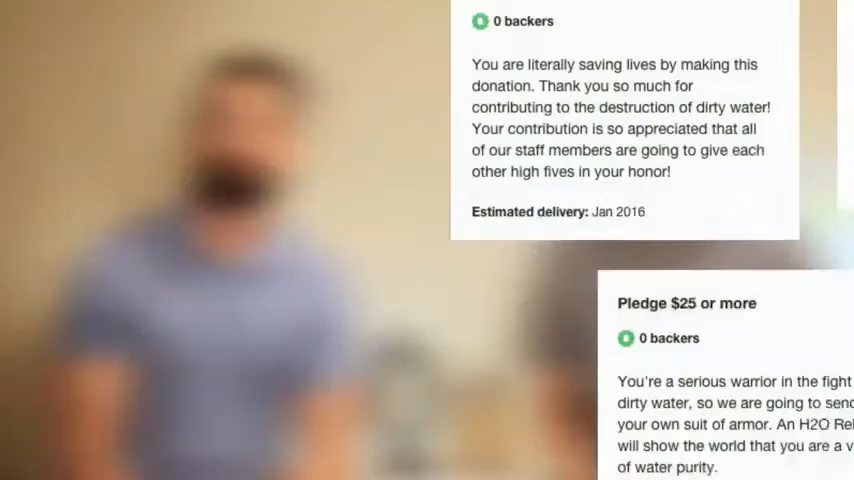 0 backers
You are literally saving lives by making this
donation. Thank you so much for
contributing to the destruction of dirty water!
Your contribution is so appreciated that all
of our staff members are going to give each
other high fives in your honor!
Estimated delivery: Jan 2016
Pledge $25 or more
0 backers
You're a serious warrior in the fight
dirty water, so we are going to send
your own suit of armor. An H2O
will show the world that you are a
of water purity.